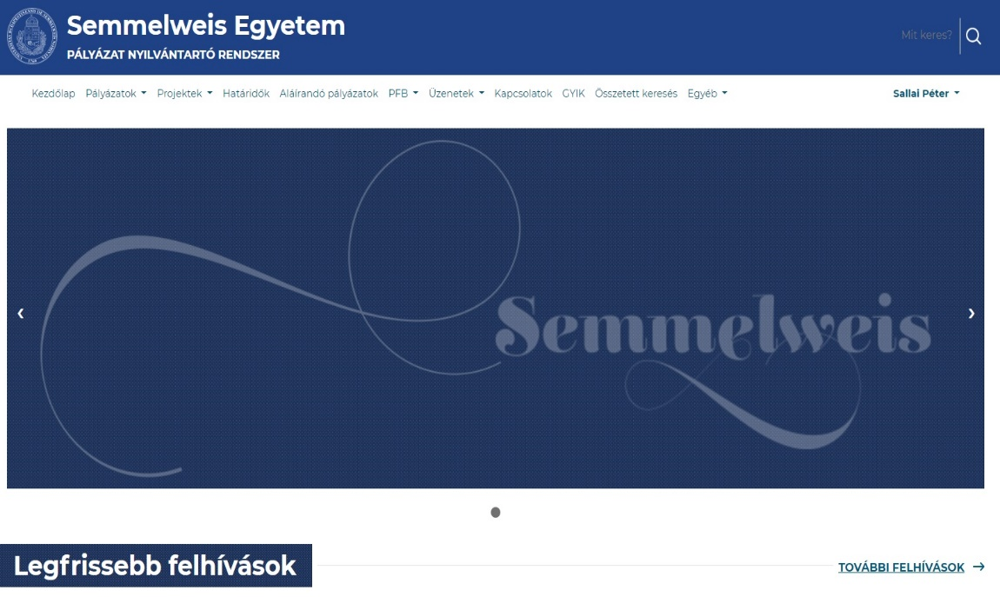 Semmelweis Egyetem
PÁLYÁZAT NYILVÁNTARTÓ RENDSZER
Mit keres?
Kezdőlap Pályázatok Projektek Határidők Aláírandó pályázatok PFB Üzenetek Kapcsolatok GYIK Összetett keresés Egyéb Sallai Péter
Semmelweis
Legfrissebb felhívások
TOVÁBBI FELHÍVÁSOK →